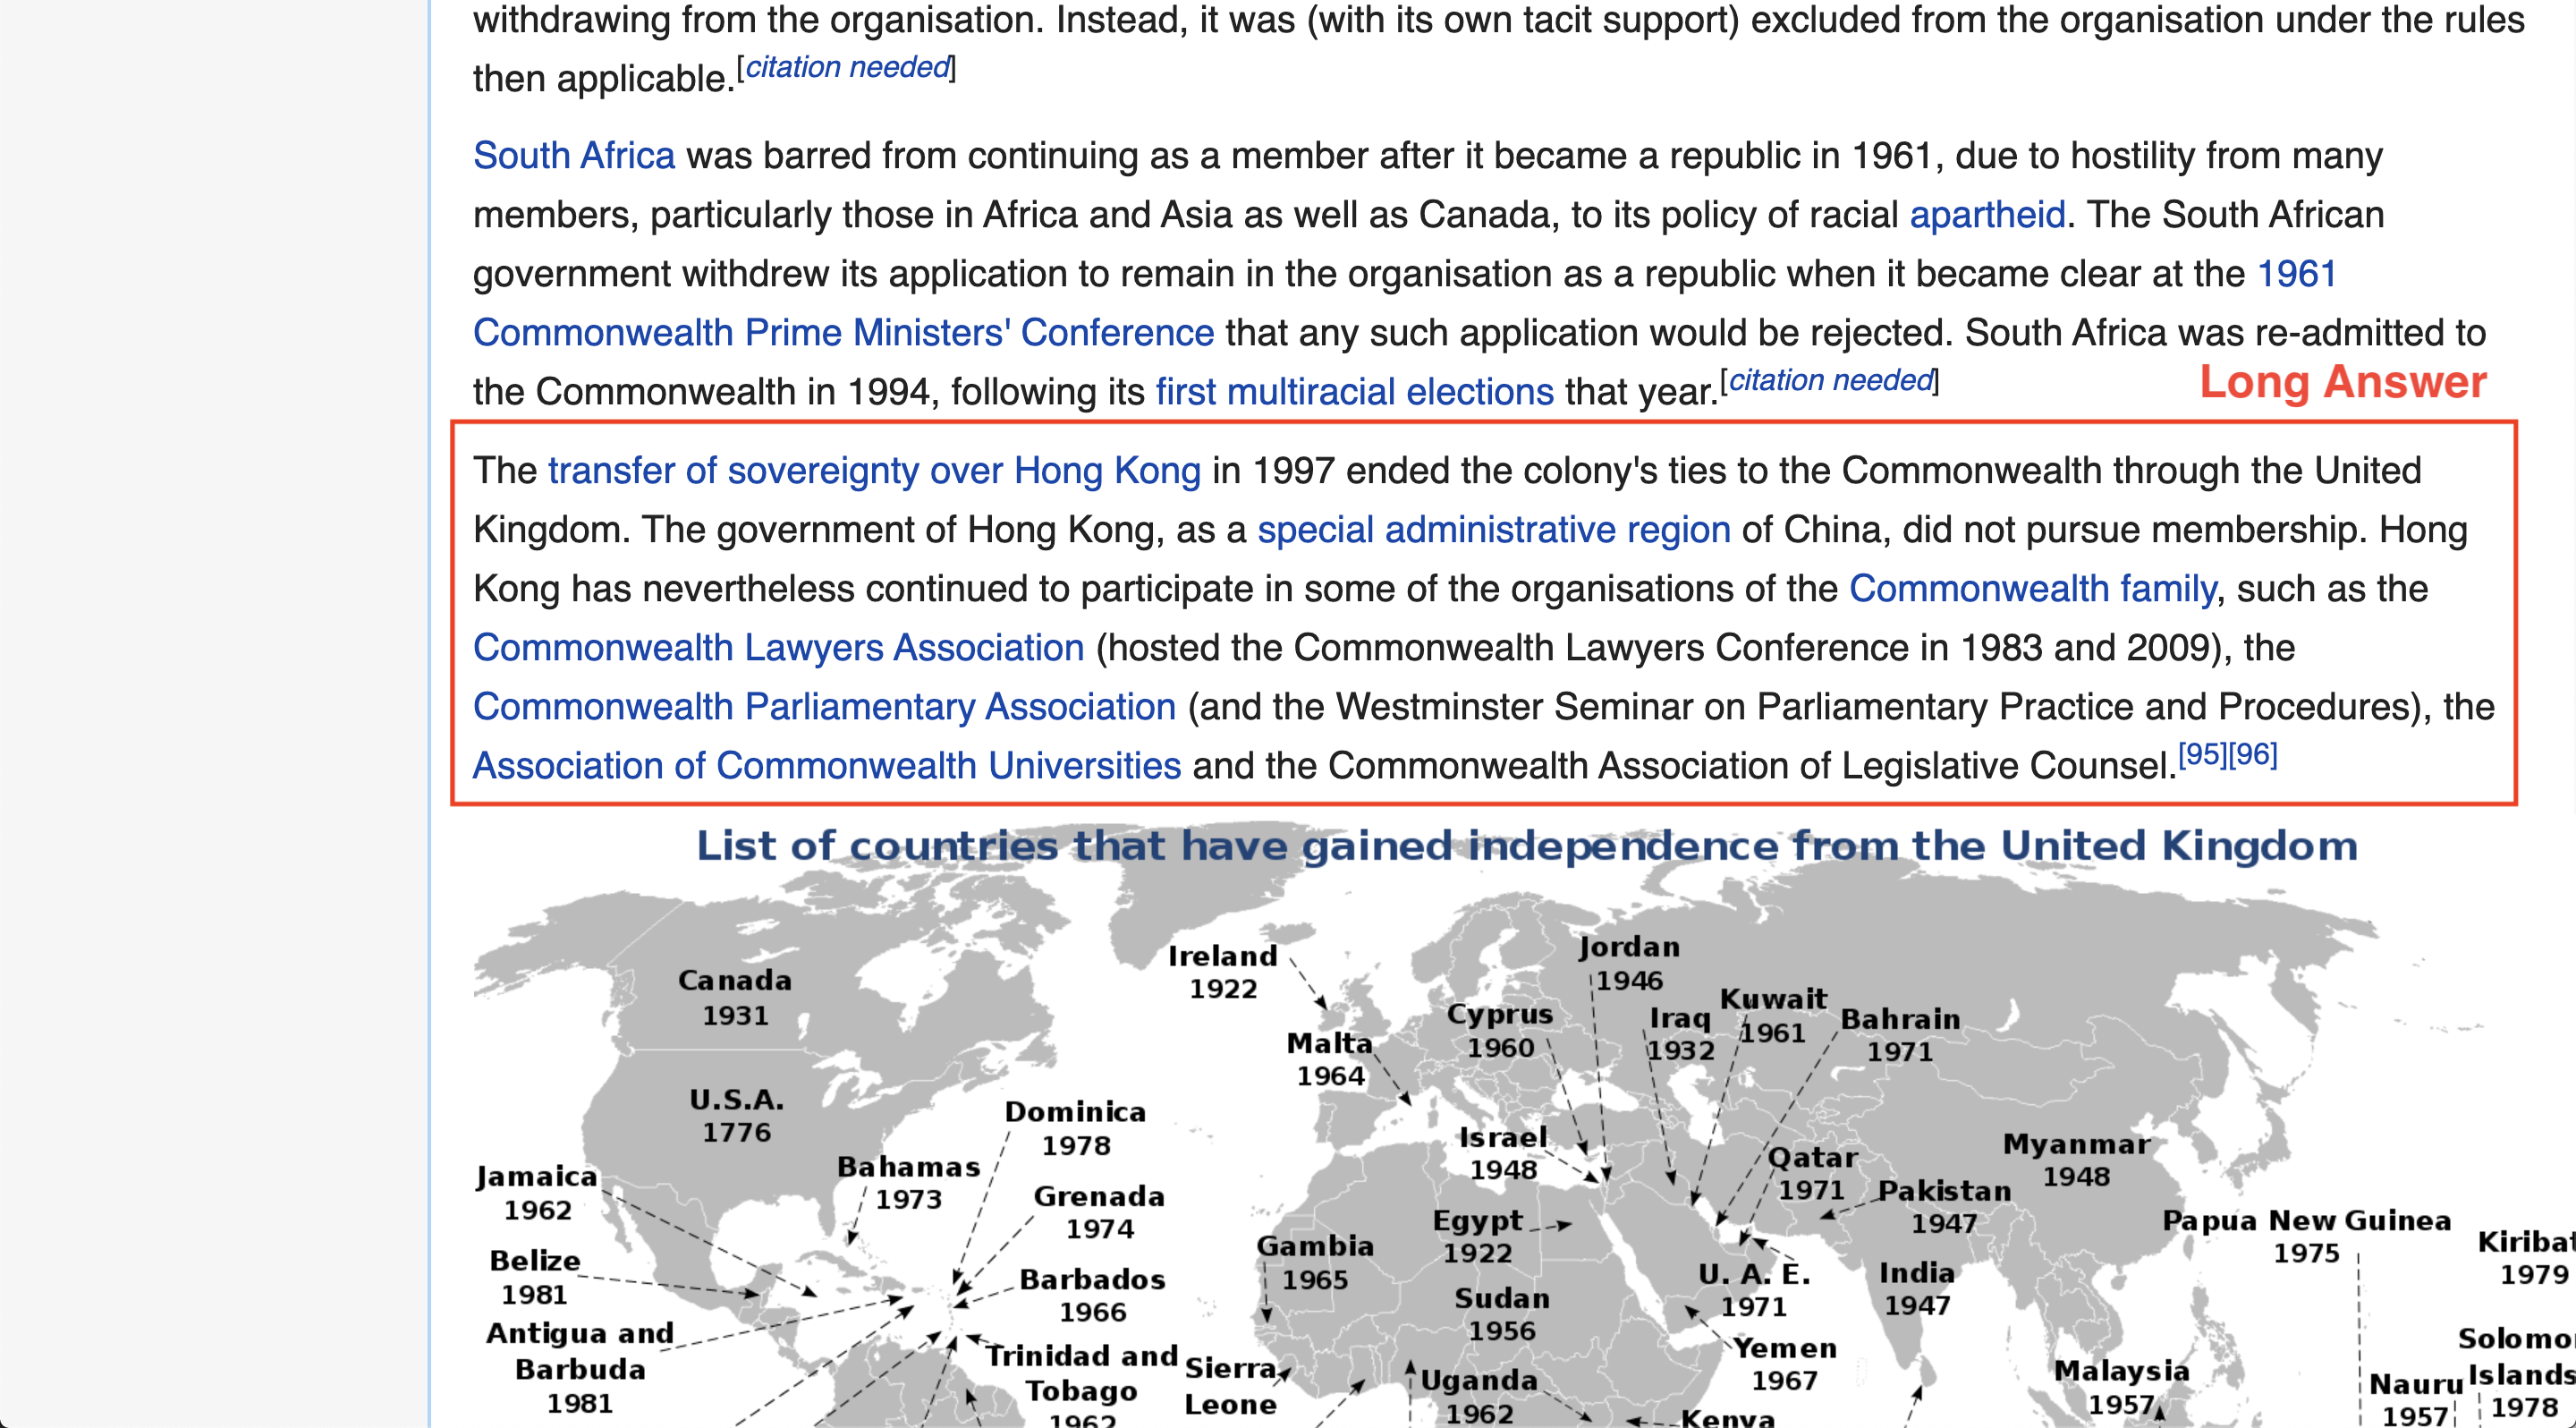 withdrawing from the organisation. Instead, it was (with its own tacit support) excluded from the organisation under the rules
then applicable.[citation needed]
South Africa was barred from continuing as a member after it became a republic in 1961, due to hostility from many
members, particularly those in Africa and Asia as well as Canada, to its policy of racial apartheid. The South African
government withdrew its application to remain in the organisation as a republic when it became clear at the 1961
Commonwealth Prime Ministers' Conference that any such application would be rejected. South Africa was re-admitted to
the Commonwealth in 1994, following its first multiracial elections that year.[citation needed]
Long Answer
The transfer of sovereignty over Hong Kong in 1997 ended the colony's ties to the Commonwealth through the United
Kingdom. The government of Hong Kong, as a special administrative region of China, did not pursue membership. Hong
Kong has nevertheless continued to participate in some of the organisations of the Commonwealth family, such as the
Commonwealth Lawyers Association (hosted the Commonwealth Lawyers Conference in 1983 and 2009), the
Commonwealth Parliamentary Association (and the Westminster Seminar on Parliamentary Practice and Procedures), the
Association of Commonwealth Universities and the Commonwealth Association of Legislative Counsel.[95][96]
List of countries that have gained independence from the United Kingdom
Canada
1931
U.S.A.
1776
Ireland
1922
Malta
1964
Cyprus
1960
Jordan
1946
Iraq
1932
Kuwait
1961
Bahrain
1971
Dominica
1978
Bahamas
1973
Jamaica
1962
Grenada
1974
Belize
1981
Barbados
1966
Antigua and
Barbuda
1981
Trinidad and
Tobago
1962
Israel
1948
Egypt
1922
Gambia
1965
Sudan
1956
Sierra
Leone
Uganda
1962
Kenya
Qatar
1971
Pakistan
1947
Myanmar
1948
U. A. E.
1971
India
1947
Yemen
1967
Papua New Guinea
1975
Kiribat
1979
Malaysia
1957
Solomo
Islands
1978
Nauru
1957